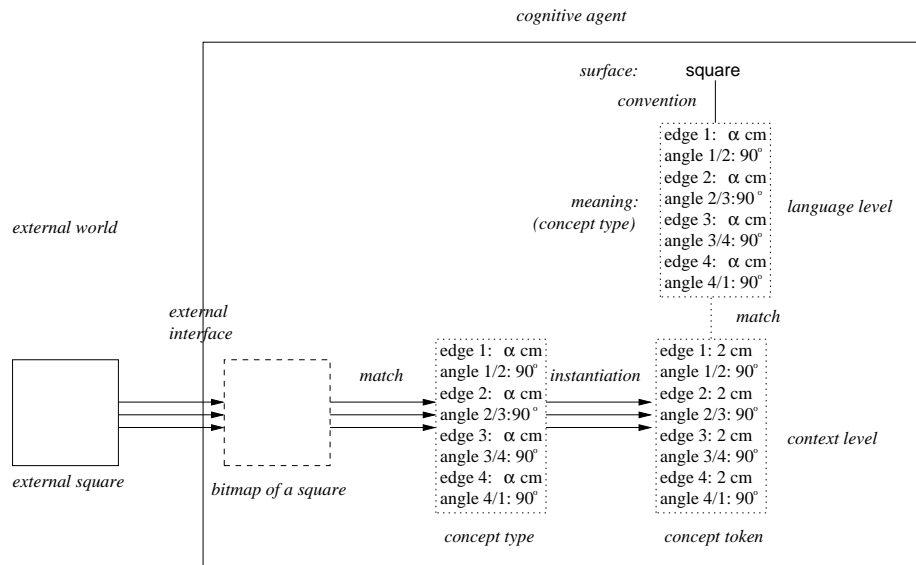 cognitive agent
surface: square
convention
edge 1: α cm
angle 1/2: 90°
edge 2: α cm
angle 2/3:90°
edge 3: α cm
angle 3/4: 90°
edge 4: α cm
angle 4/1: 90°
meaning:
(concept type)
language level
external world
match
external
interface
edge 1: α cm
angle 1/2: 90°
edge 2: α cm
angle 2/3:90°
edge 3: α cm
angle 3/4: 90°
edge 4: α cm
angle 4/1: 90°
match
instantiation
edge 1: 2 cm
angle 1/2: 90°
edge 2: 2 cm
angle 2/3: 90°
edge 3: 2 cm
angle 3/4: 90°
edge 4: 2 cm
angle 4/1: 90°
context level
external square
bitmap of a square
concept type
concept token